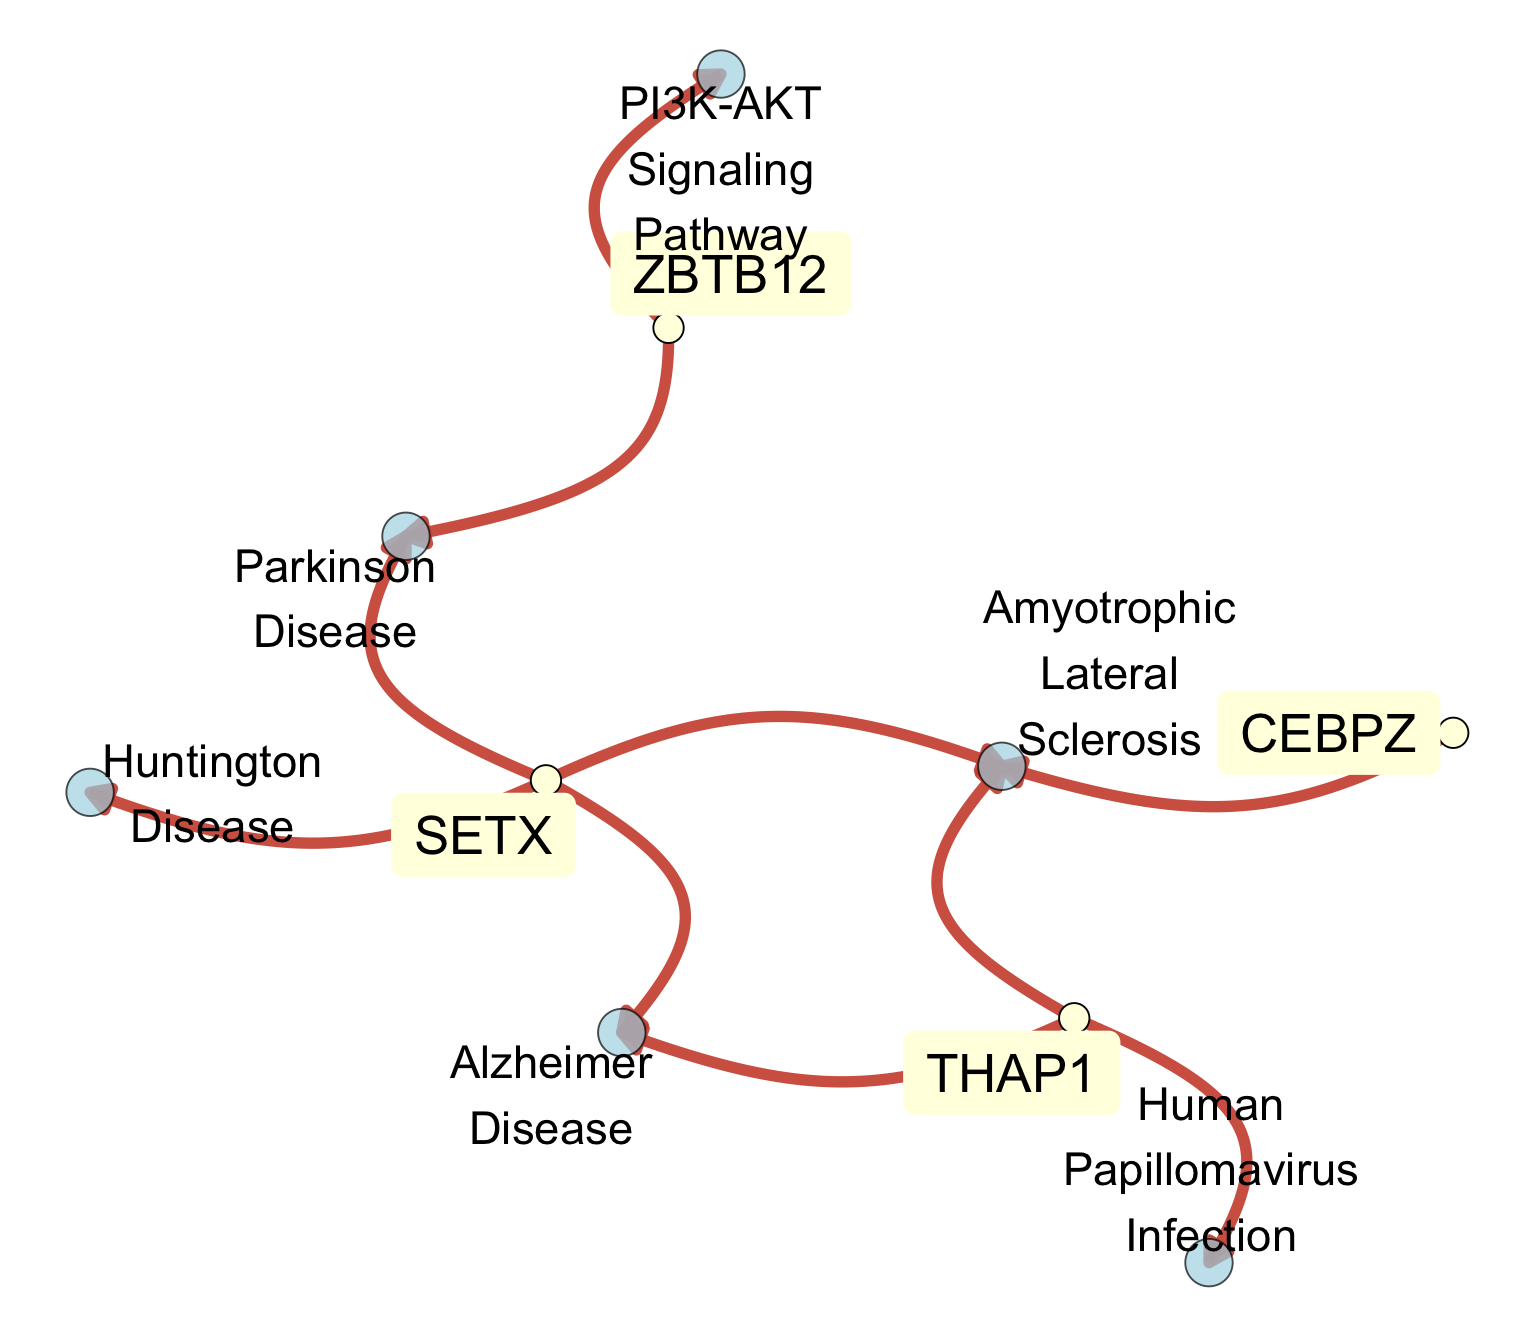 PI3K-AKT
Signaling
Pathway
ZBTB12
Parkinson
Disease
Amyotrophic
Lateral
Sclerosis
CEBPZ
Huntington
Disease
SETX
Alzheimer
Disease
THAP1
Human
Papillomavirus
Infection